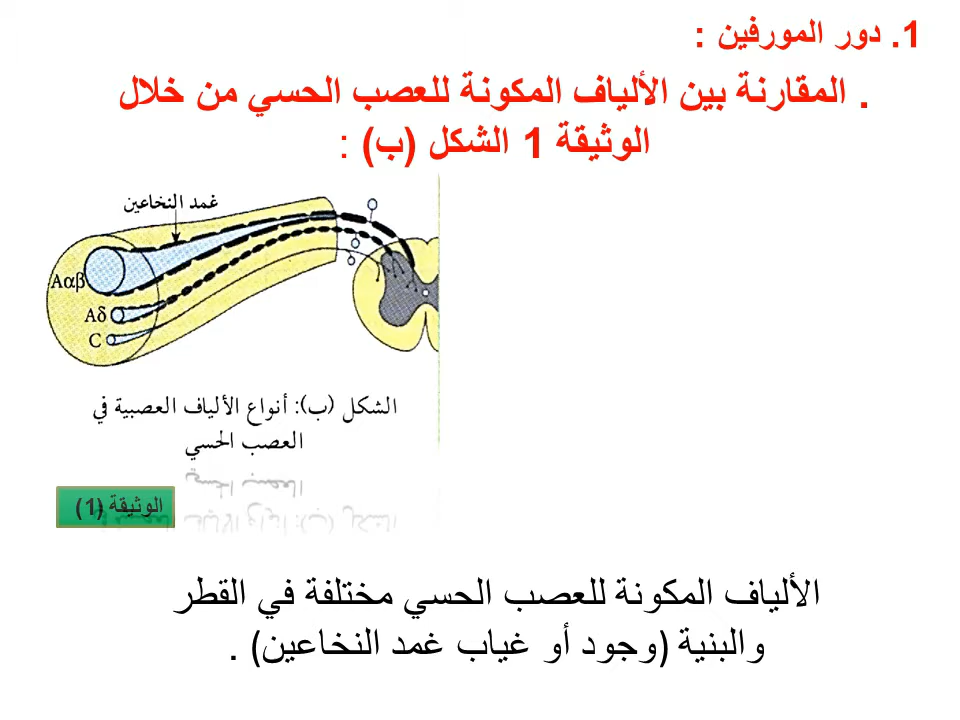 1. دور المورفين :
. المقارنة بين الألياف المكونة للعصب الحسي من خلال
الوثيقة 1 الشكل (ب) :
غمد النخاعين
Aαβ
Aδ
C
الشكل (ب): أنواع الألياف العصبية في
العصب الحسي
الوثيقة (1)
الألياف المكونة للعصب الحسي مختلفة في القطر
والبنية (وجود أو غياب غمد النخاعين) .